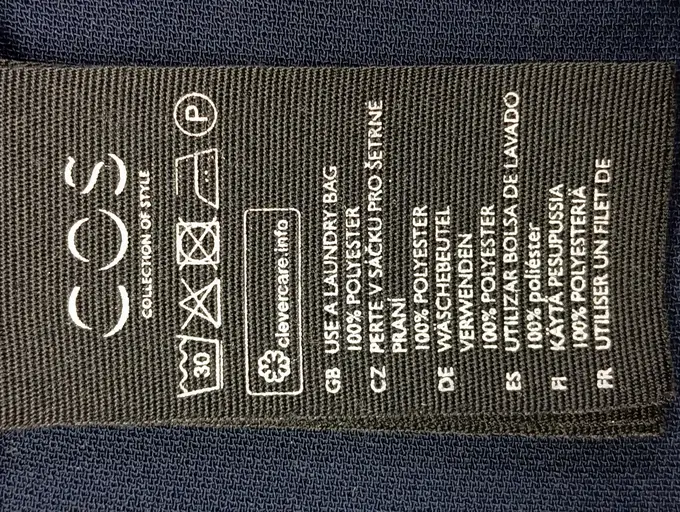 COS
COLLECTION OF STYLE
30
P
clevercare.info
GB USE A LAUNDRY BAG
100% POLYESTER
CZ PERTE V SÁČKU PRO ŠETRNÉ
PRANÍ
100% POLYESTER
DE WÄSCHEBEUTEL
VERWENDEN
100% POLYESTER
ES UTILIZAR BOLSA DE LAVADO
100% poliéster
FI KÄYTÄ PESUPUSSIA
100% POLYESTERIÄ
FR UTILISER UN FILET DE